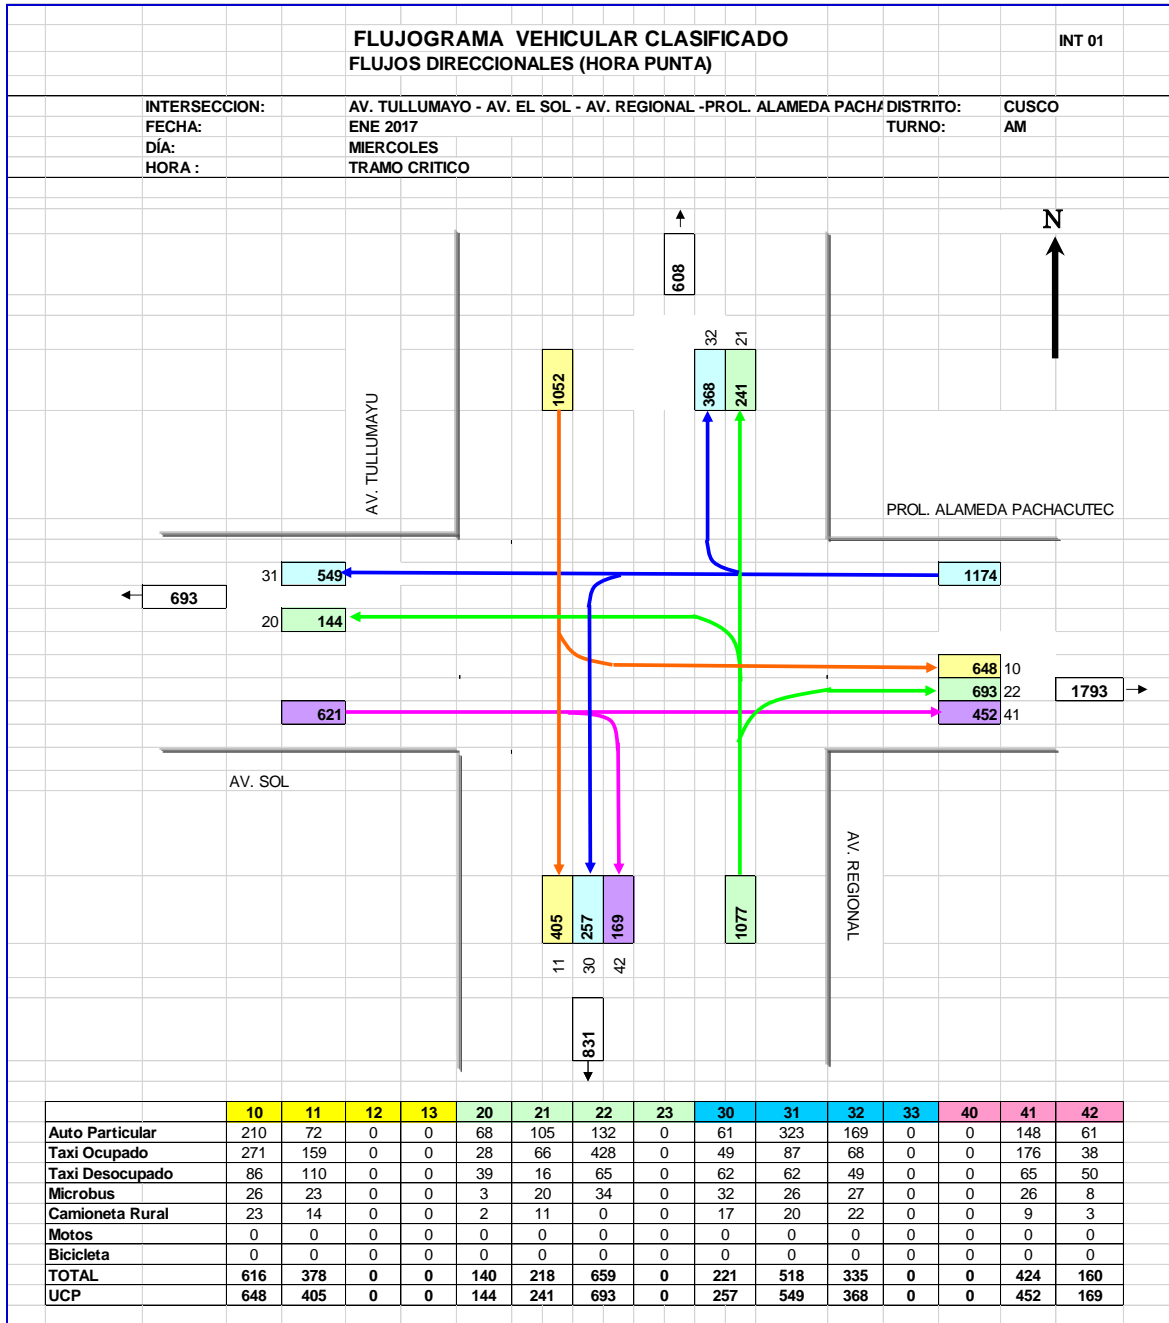 FLUJOGRAMA VEHICULAR CLASIFICADO
INT 01
FLUJOS DIRECCIONALES (HORA PUNTA)
INTERSECCION: AV. TULLUMAYO - AV. EL SOL - AV. REGIONAL -PROL. ALAMEDA PACHA DISTRITO: CUSCO
FECHA: ENE 2017 TURNO: AM
DÍA: MIERCOLES
HORA : TRAMO CRITICO
N
608
32 21
1052 368 241
AV. TULLUMAYU
PROL. ALAMEDA PACHACUTEC
31 549 1174
693
20 144
648 10
693 22 1793
621 452 41
AV. SOL
AV. REGIONAL
405 257 169 1077
11 30 42
831
10 11 12 13 20 21 22 23 30 31 32 33 40 41 42
Auto Particular 210 72 0 0 68 105 132 0 61 323 169 0 0 148 61
Taxi Ocupado 271 159 0 0 28 66 428 0 49 87 68 0 0 176 38
Taxi Desocupado 86 110 0 0 39 16 65 0 62 62 49 0 0 65 50
Microbus 26 23 0 0 3 20 34 0 32 26 27 0 0 26 8
Camioneta Rural 23 14 0 0 2 11 0 0 17 20 22 0 0 9 3
Motos 0 0 0 0 0 0 0 0 0 0 0 0 0 0 0
Bicicleta 0 0 0 0 0 0 0 0 0 0 0 0 0 0 0
TOTAL 616 378 0 0 140 218 659 0 221 518 335 0 0 424 160
UCP 648 405 0 0 144 241 693 0 257 549 368 0 0 452 169